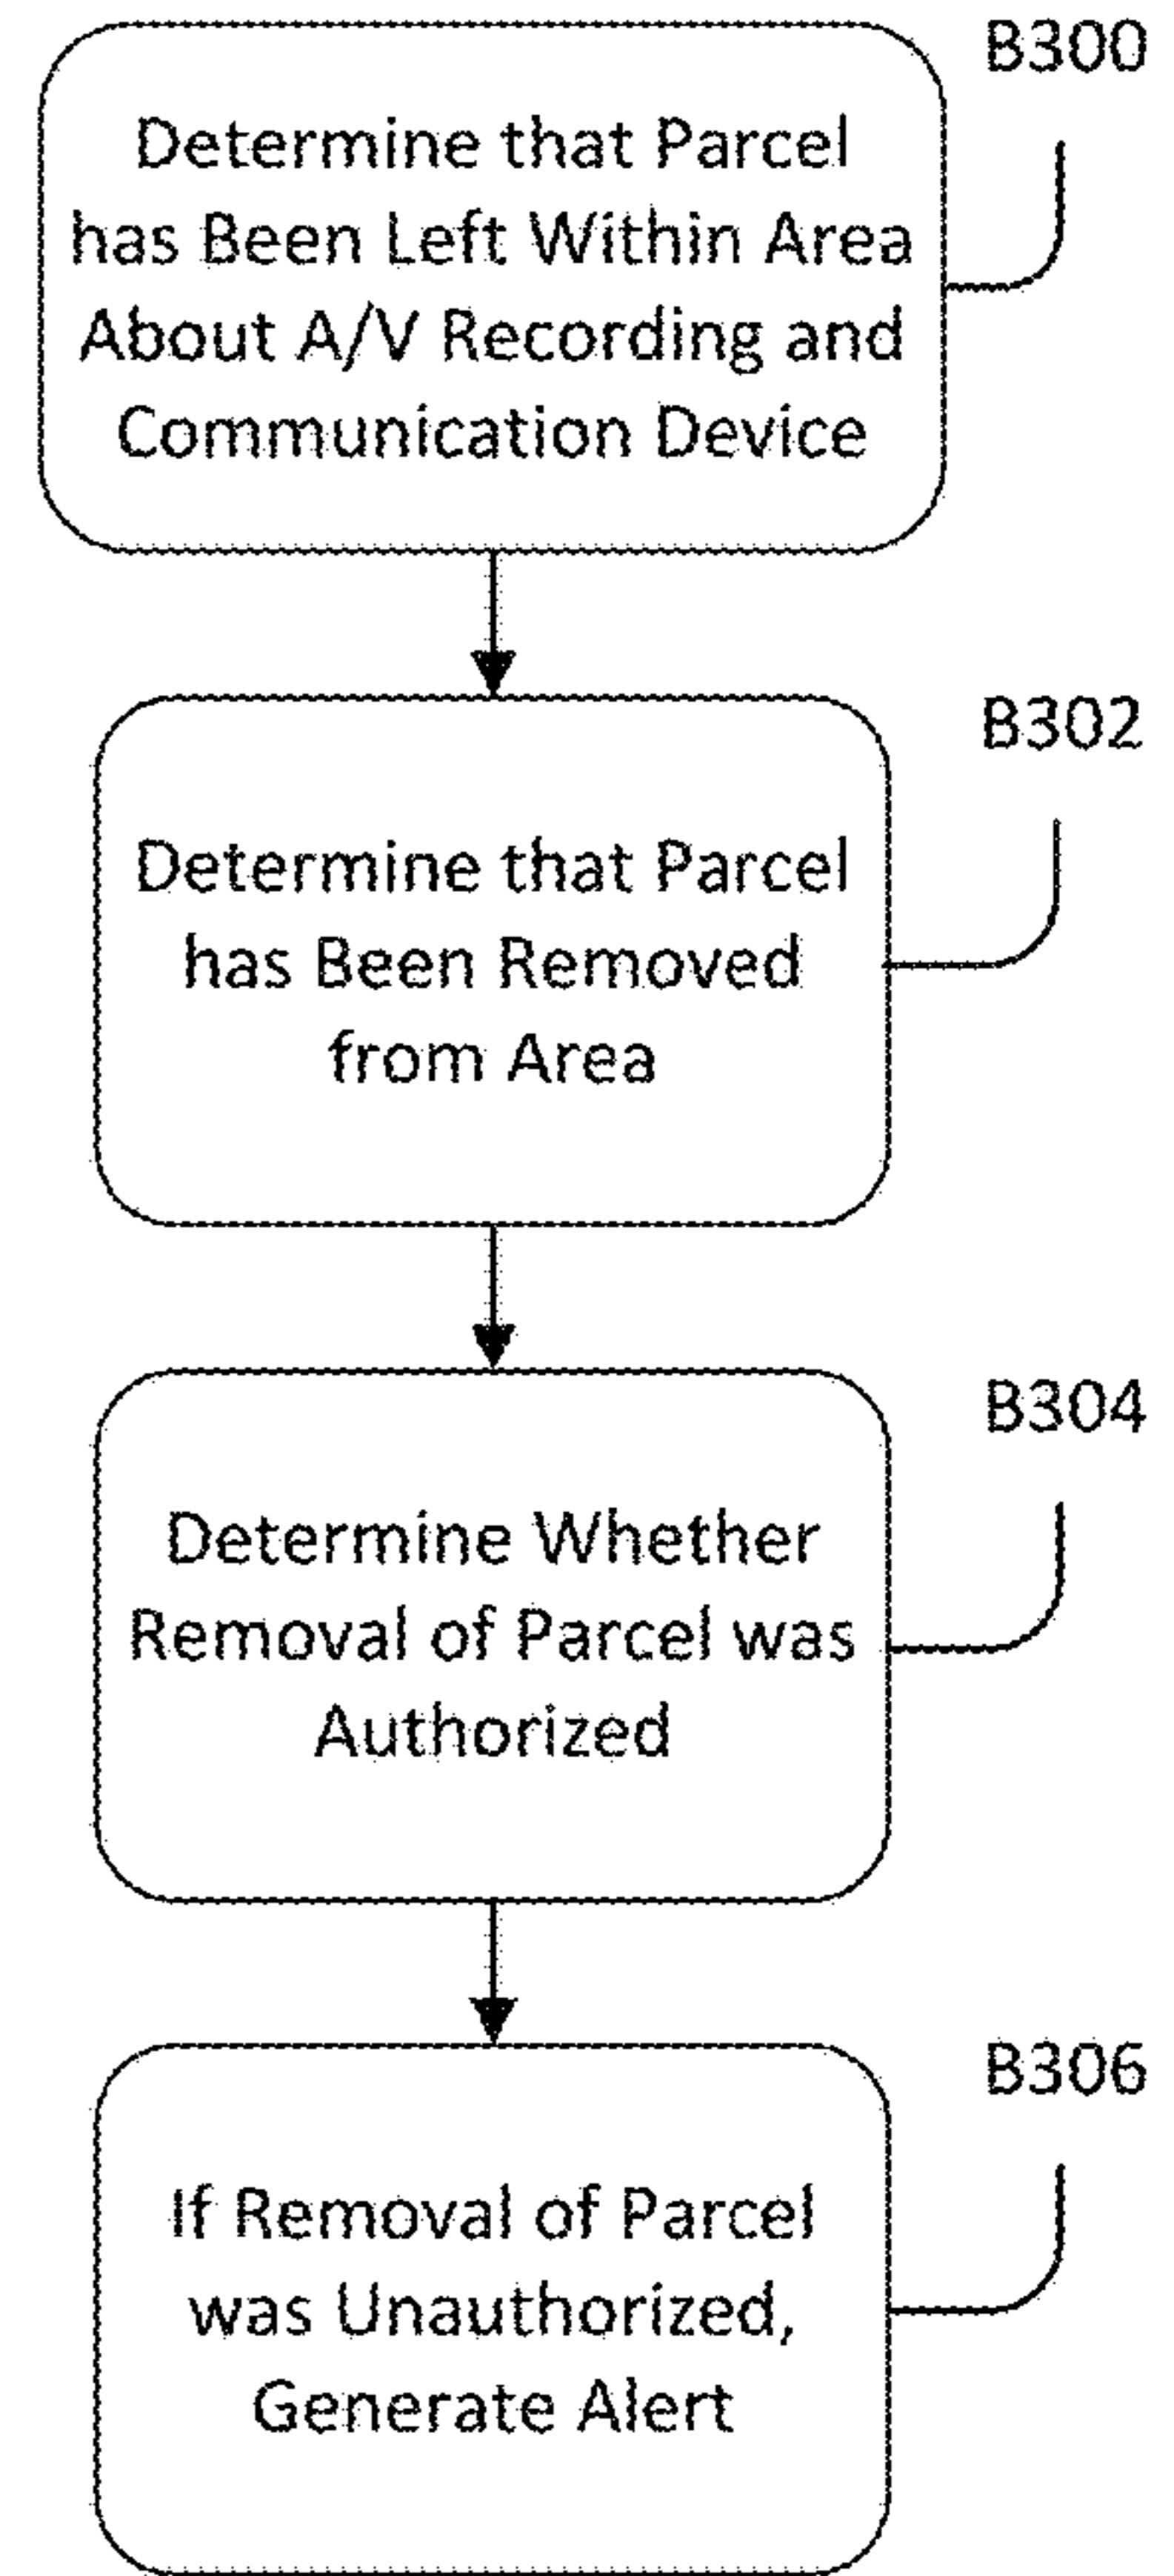 B300
Determine that Parcel
has Been Left Within Area
About A/V Recording and
Communication Device
B302
Determine that Parcel
has Been Removed
from Area
B304
Determine Whether
Removal of Parcel was
Authorized
B306
If Removal of Parcel
was Unauthorized,
Generate Alert